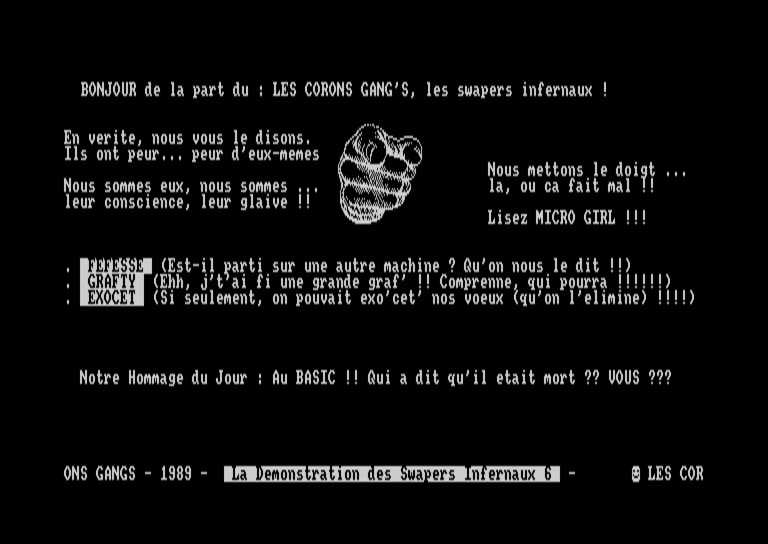 BONJOUR de la part du : LES CORONS GANG'S, les swapers infernaux !
En verite, nous vous le disons.
Ils ont peur... peur d'eux-memes
Nous sommes eux, nous sommes ...
leur conscience, leur glaive !!
Nous mettons le doigt ...
la, ou ca fait mal !!
Lisez MICRO GIRL !!!
. FEFESSE (Est-il parti sur une autre machine ? Qu'on nous le dit !!)
. GRAFTY (Ehh, j't'ai fi une grande graf' !! Comprenne, qui pourra !!!!!!)
. EXOCET (Si seulement, on pouvait exo'cet' nos voeux (qu'on l'elimine) !!!!)
Notre Hommage du Jour : Au BASIC !! Qui a dit qu'il etait mort ?? VOUS ???
ONS GANGS - 1989 - La Demonstration des Swapers Infernaux 6 - LES COR